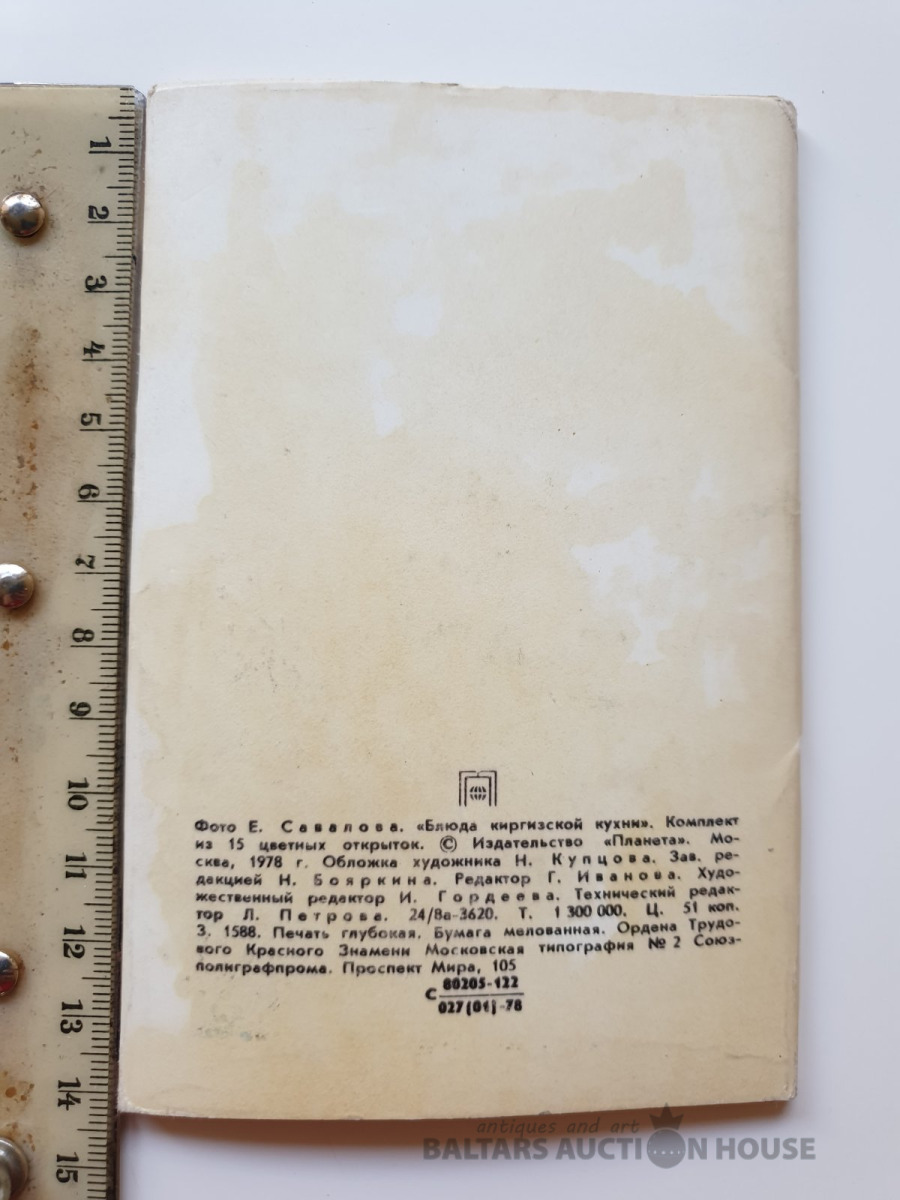 1
2
3
4
5
6
7
8
9
10
11
12
13
14
15
Фото Е. Савалова. «Блюда киргизской кухни». Комплект
из 15 цветных открыток. © Издательство «Планета». Мо-
сква, 1978 г. Обложка художника Н. Купцова. Зав. ре-
дакцией Н. Бояркина. Редактор Г. Иванова. Худо-
жественный редактор И. Гордеева. Технический редак-
тор Л. Петрова. 24/8а-3620. Т. 1 300 000. Ц. 51 коп.
З. 1588. Печать глубокая. Бумага мелованная. Ордена Трудо-
вого Красного Знамени Московская типография № 2 Союз-
полиграфпрома. Проспект Мира, 105
С 80205-122
027(01)-78
antiques and art
BALTARS AUCTION HOUSE